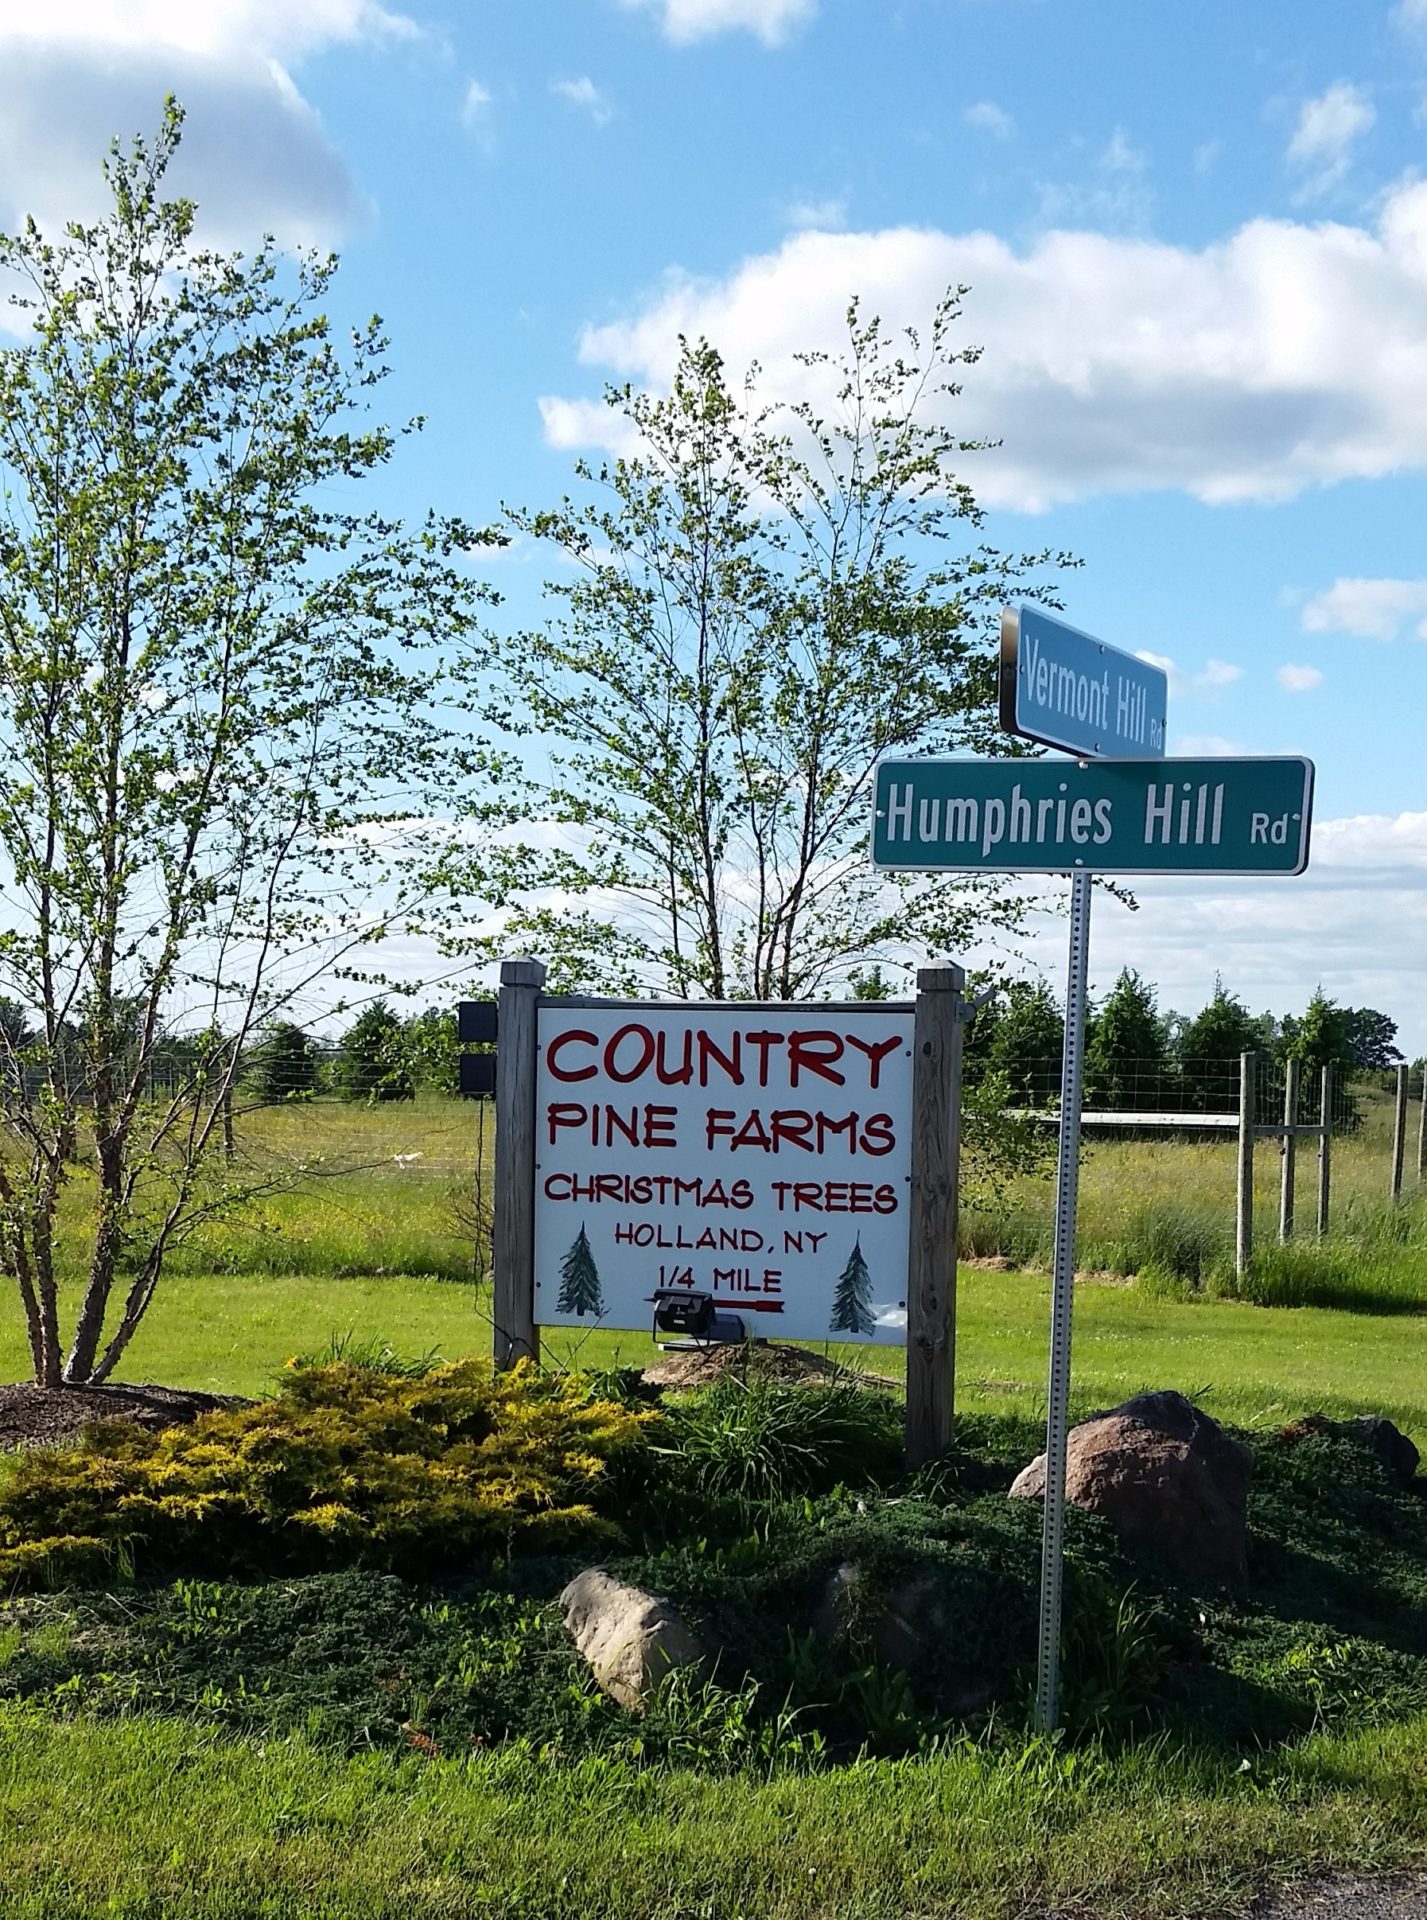 Vermont Hill Rd
Humphries Hill Rd
COUNTRY
PINE FARMS
CHRISTMAS TREES
HOLLAND, NY
1/4 MILE